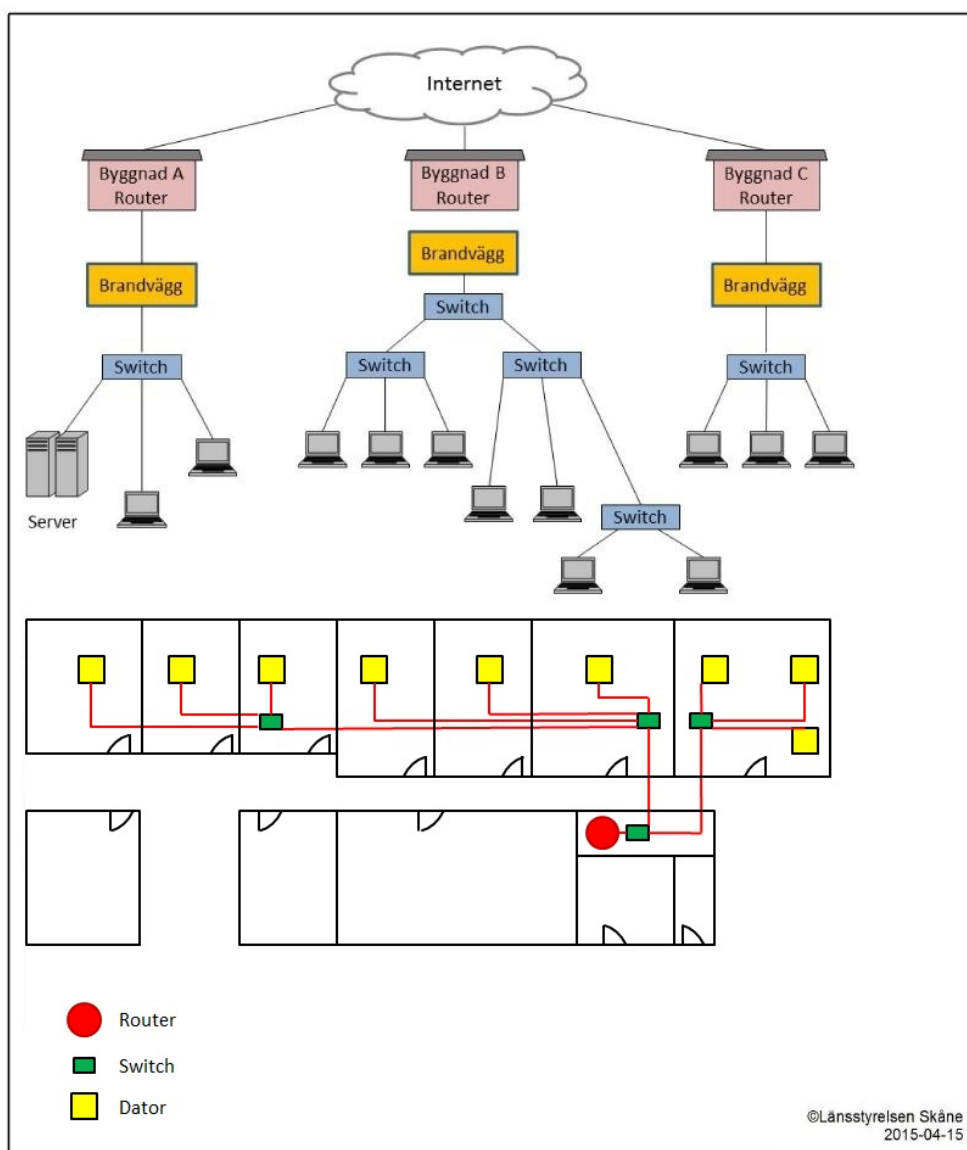 Internet
Byggnad A
Router
Byggnad B
Router
Byggnad C
Router
Brandvägg
Brandvägg
Brandvägg
Switch
Switch
Switch
Switch
Switch
Server
Switch
Router
Switch
Dator
©Länsstyrelsen Skåne
2015-04-15